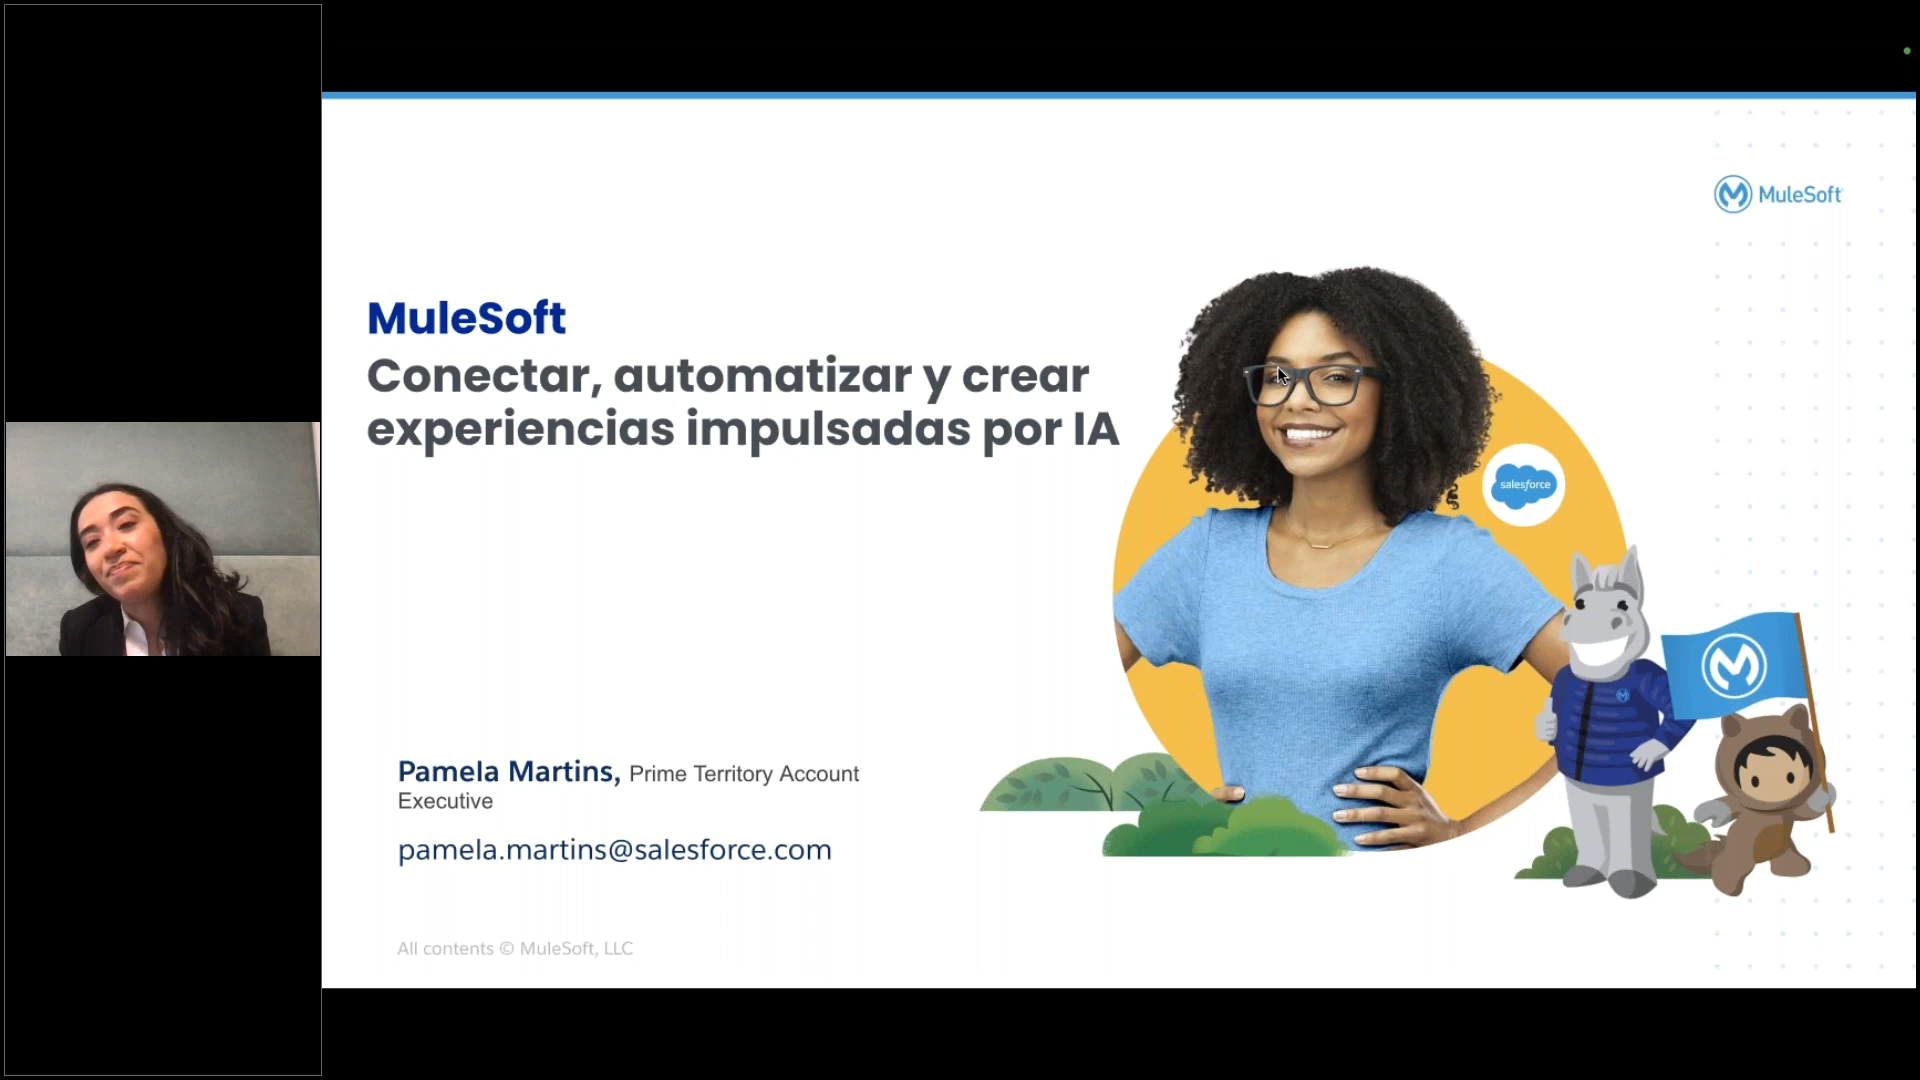 MuleSoft
MuleSoft
Conectar, automatizar y crear
experiencias impulsadas por IA
salesforce
Pamela Martins, Prime Territory Account
Executive
pamela.martins@salesforce.com
All contents © MuleSoft, LLC